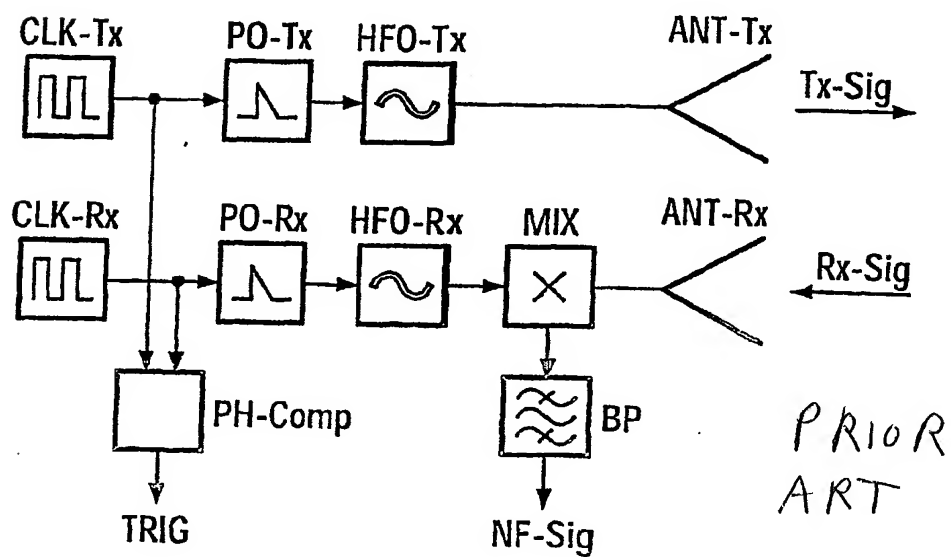 CLK-Tx PO-Tx HFO-Tx ANT-Tx
Tx-Sig
CLK-Rx PO-Rx HFO-Rx MIX ANT-Rx
Rx-Sig
PH-Comp BP
PRIOR
ART
TRIG NF-Sig